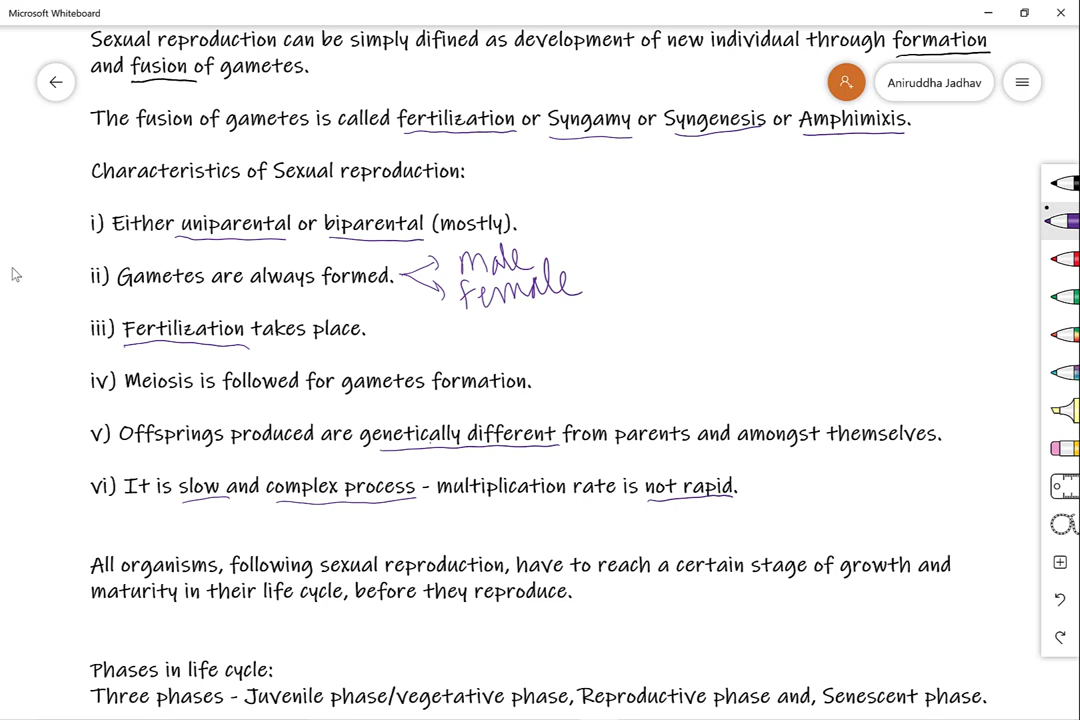 Microsoft Whiteboard
Sexual reproduction can be simply difined as development of new individual through formation
and fusion of gametes.
Aniruddha Jadhav
The fusion of gametes is called fertilization or Syngamy or Syngenesis or Amphimixis.
Characteristics of Sexual reproduction:
i) Either uniparental or biparental (mostly).
male
ii) Gametes are always formed.
female
iii) Fertilization takes place.
iv) Meiosis is followed for gametes formation.
v) Offsprings produced are genetically different from parents and amongst themselves.
vi) It is slow and complex process - multiplication rate is not rapid.
All organisms, following sexual reproduction, have to reach a certain stage of growth and
maturity in their life cycle, before they reproduce.
Phases in life cycle:
Three phases - Juvenile phase/vegetative phase, Reproductive phase and, Senescent phase.